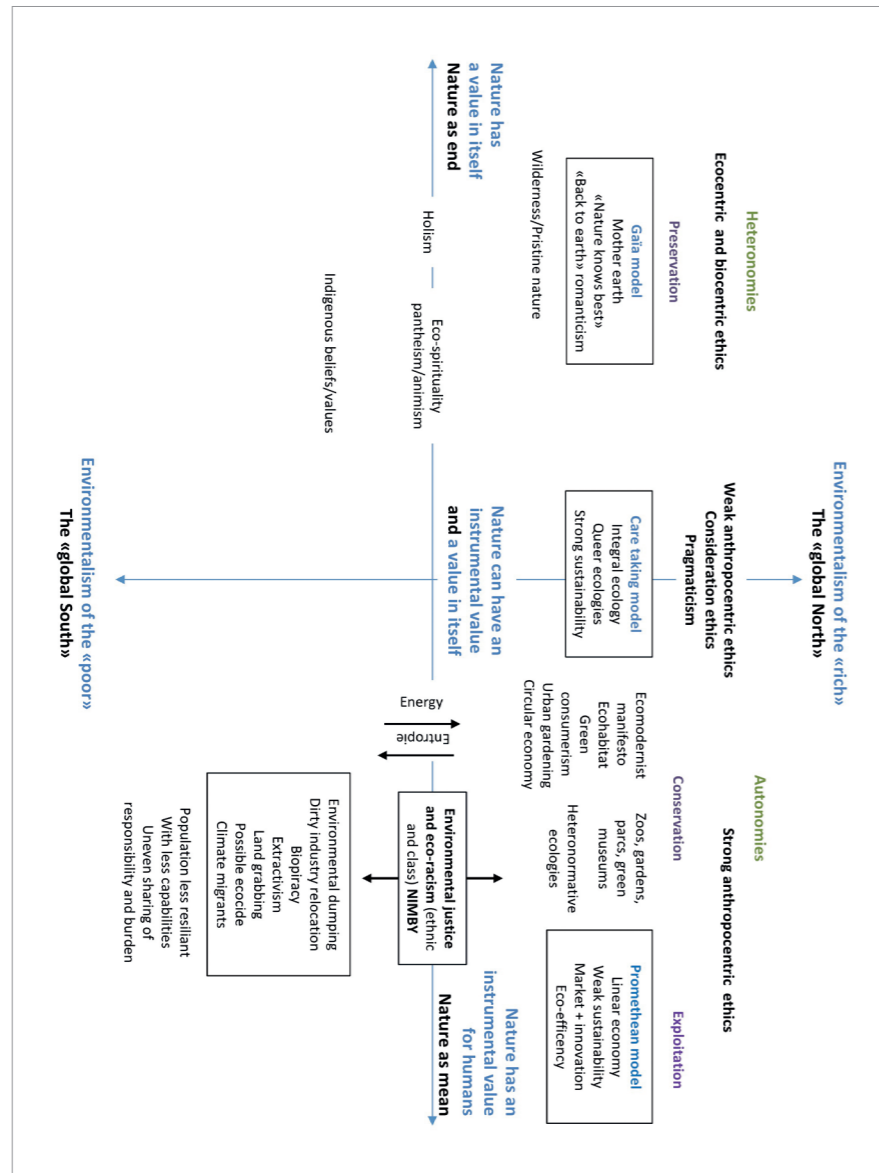 Environmentalism of the «rich»
The «global North»
Heteronomies
Autonomies
Ecocentric and biocentric ethics
Weak anthropocentric ethics
Consideration ethics
Pragmaticism
Strong anthropocentric ethics
Preservation
Conservation
Exploitation
Gaïa model
Mother earth
«Nature knows best»
«Back to earth» romanticism
Wilderness/Pristine nature
Care taking model
Integral ecology
Queer ecologies
Strong sustainability
Ecomodernist
manifesto
Ecohabitat
Green
consumerism
Urban gardening
Circular economy
Zoos, gardens,
parcs, green
museums
Heteronormative
ecologies
Promethean model
Linear economy
Weak sustainability
Market + innovation
Eco-efficency
Nature has
a value in itself
Nature as end
Nature can have an
instrumental value
and a value in itself
Nature has an
instrumental value
for humans
Nature as mean
Holism
Eco-spirituality
pantheism/animism
Indigenous beliefs/values
Energy
Entropie
Environmental justice
and eco-racism (ethnic
and class) NIMBY
Environmental dumping
Dirty industry relocation
Biopiracy
Extractivism
Land grabbing
Possible ecocide
Climate migrants
Population less resiliant
With less capabilities
Uneven sharing of
responsibility and burden
Environmentalism of the «poor»
The «global South»